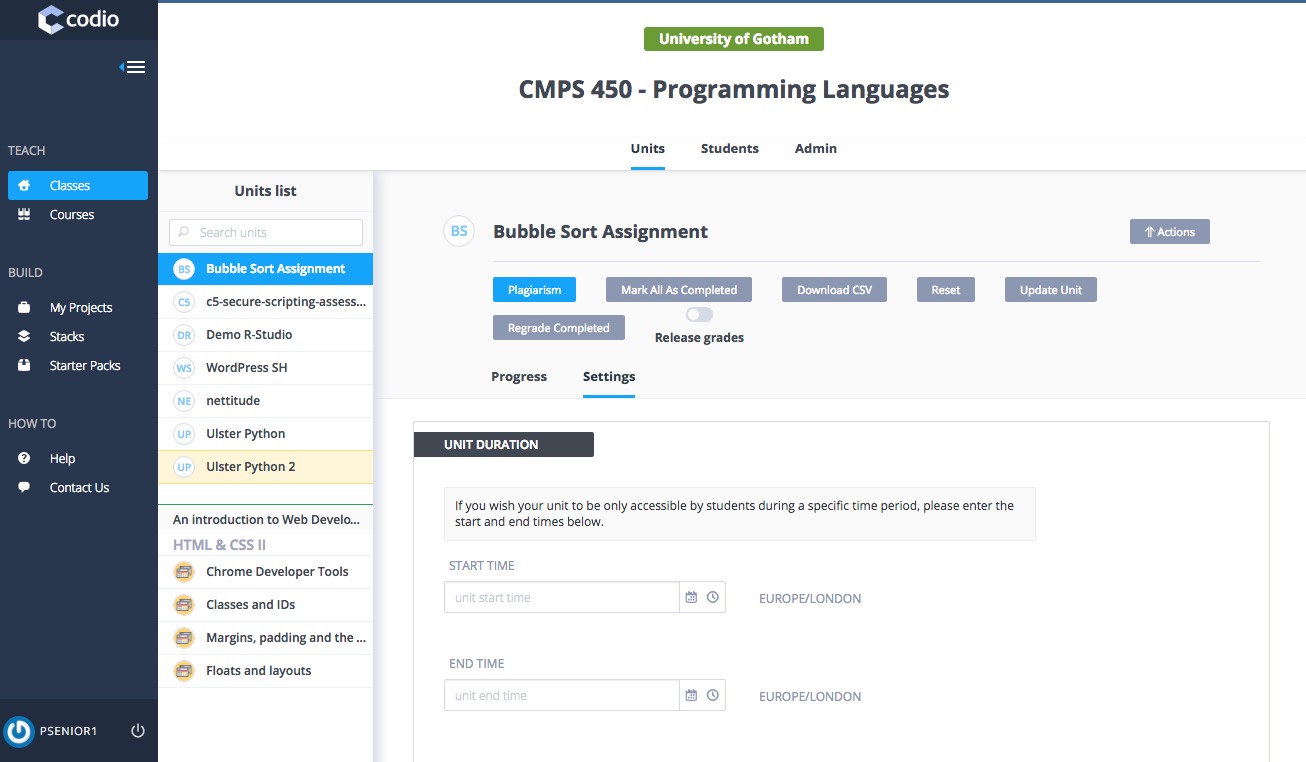 codio
TEACH
Classes
Courses
BUILD
My Projects
Stacks
Starter Packs
HOW TO
Help
Contact Us
PSENIOR1
University of Gotham
CMPS 450 - Programming Languages
Units
Students
Admin
Units list
Search units
BS Bubble Sort Assignment
C5 c5-secure-scripting-assess...
DR Demo R-Studio
WS WordPress SH
NE nettitude
UP Ulster Python
UP Ulster Python 2
An introduction to Web Develo...
HTML & CSS II
Chrome Developer Tools
Classes and IDs
Margins, padding and the ...
Floats and layouts
BS Bubble Sort Assignment
Actions
Plagiarism
Mark All As Completed
Download CSV
Reset
Update Unit
Regrade Completed
Release grades
Progress
Settings
UNIT DURATION
If you wish your unit to be only accessible by students during a specific time period, please enter the
start and end times below.
START TIME
unit start time
EUROPE/LONDON
END TIME
unit end time
EUROPE/LONDON